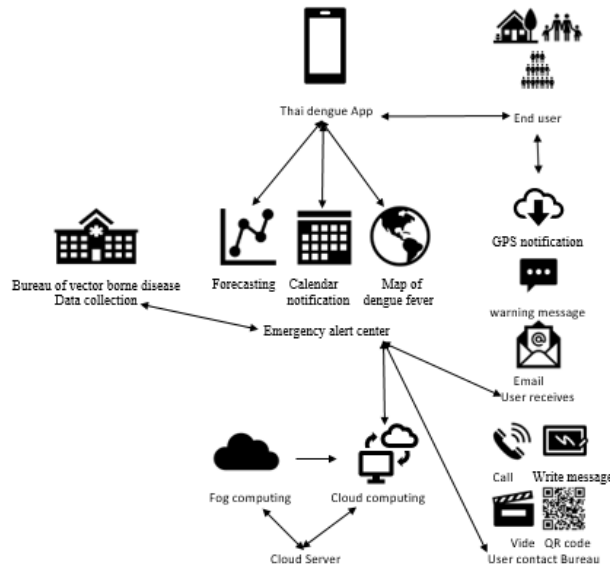 Thai dengue App
End user
GPS notification
Bureau of vector borne disease
Data collection
Forecasting
Calendar
notification
Map of
dengue fever
warning message
Emergency alert center
@
Email
User receives
Call
Write message
Fog computing
Cloud computing
Vide
QR code
Cloud Server
User contact Bureau